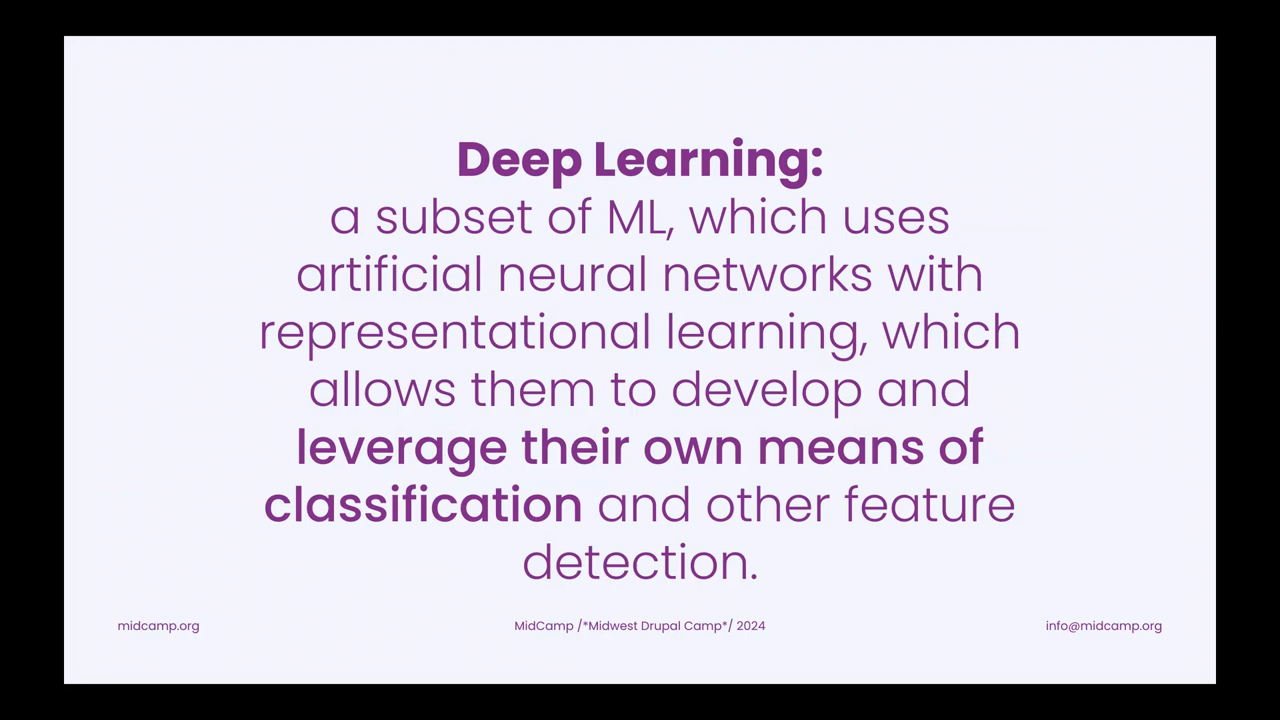 Deep Learning:
a subset of ML, which uses
artificial neural networks with
representational learning, which
allows them to develop and
leverage their own means of
classification and other feature
detection.
midcamp.org
MidCamp /*Midwest Drupal Camp*/ 2024
info@midcamp.org